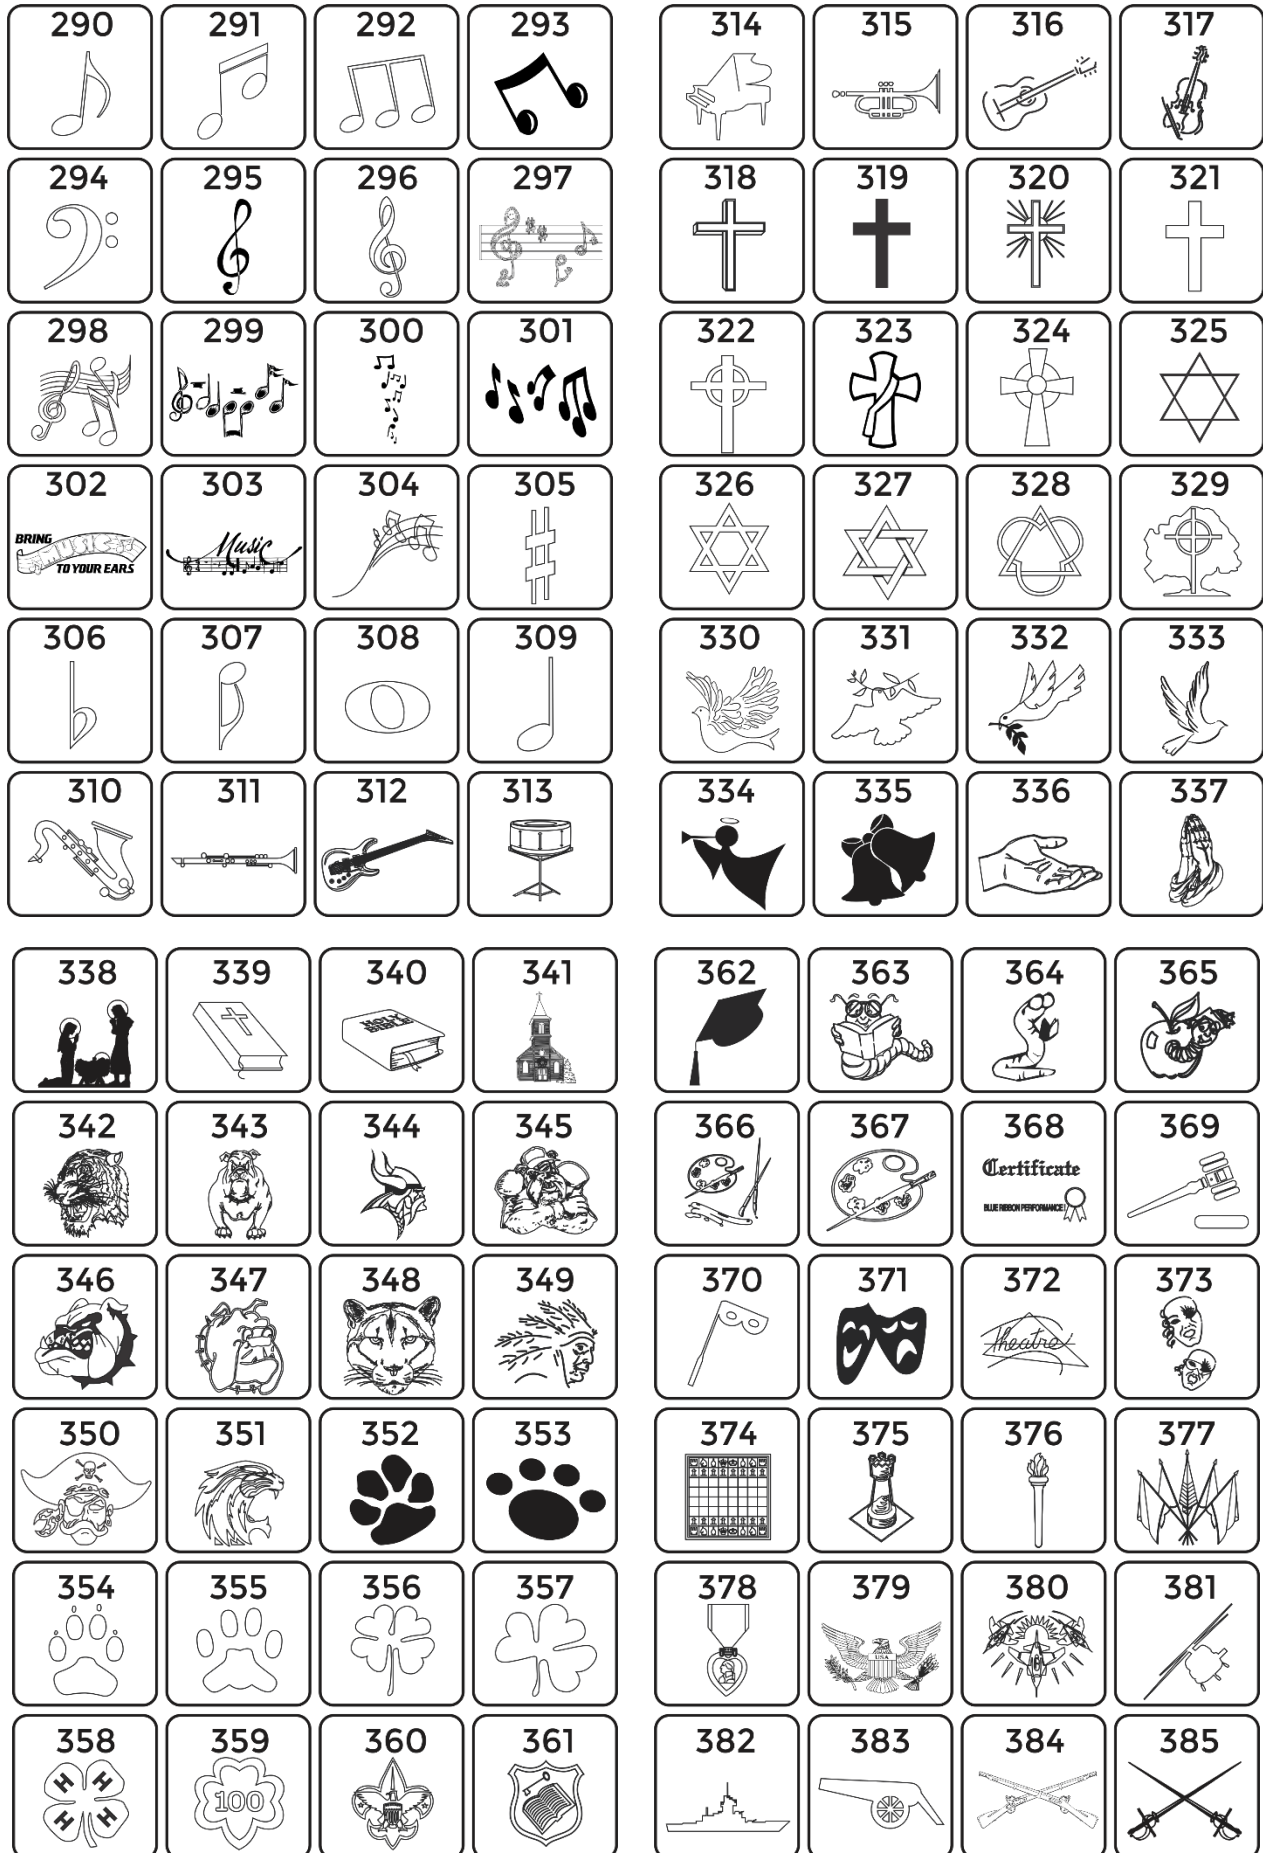 290 291 292 293
294 295 296 297
298 299 300 301
302 303 304 305
BRING
MUSIC
TO YOUR EARS
Music
306 307 308 309
310 311 312 313
314 315 316 317
318 319 320 321
322 323 324 325
326 327 328 329
330 331 332 333
334 335 336 337
338 339 340 341
HOLY
BIBLE
342 343 344 345
346 347 348 349
350 351 352 353
354 355 356 357
358 359 360 361
H H
H H
100
362 363 364 365
366 367 368 369
Certificate
BLUE RIBBON PERFORMANCE!
370 371 372 373
Theatre
374 375 376 377
378 379 380 381
USA
382 383 384 385